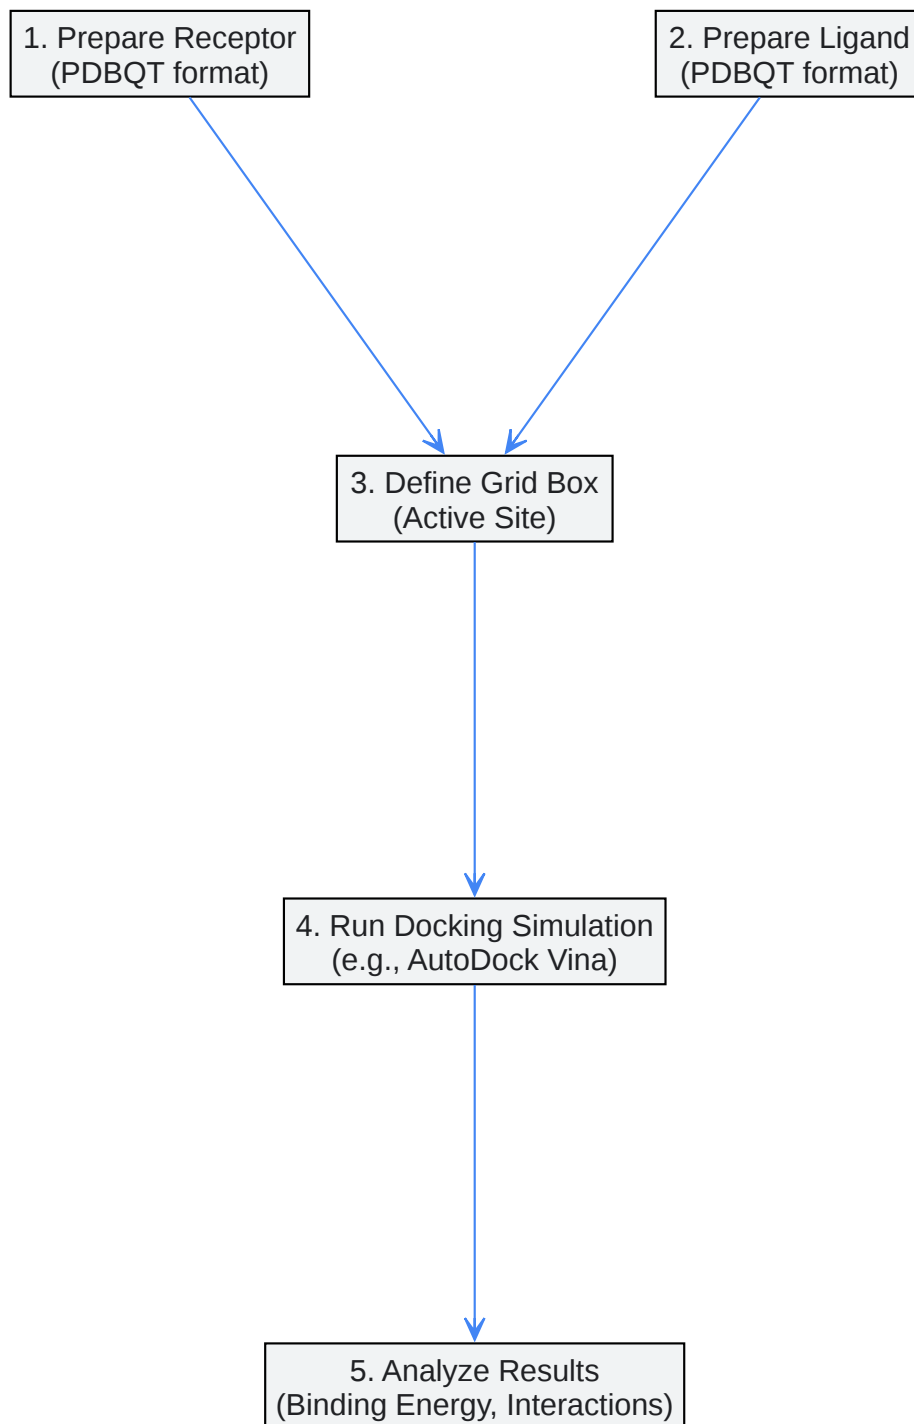 1. Prepare Receptor
(PDBQT format)
2. Prepare Ligand
(PDBQT format)
3. Define Grid Box
(Active Site)
4. Run Docking Simulation
(e.g., AutoDock Vina)
5. Analyze Results
(Binding Energy, Interactions)